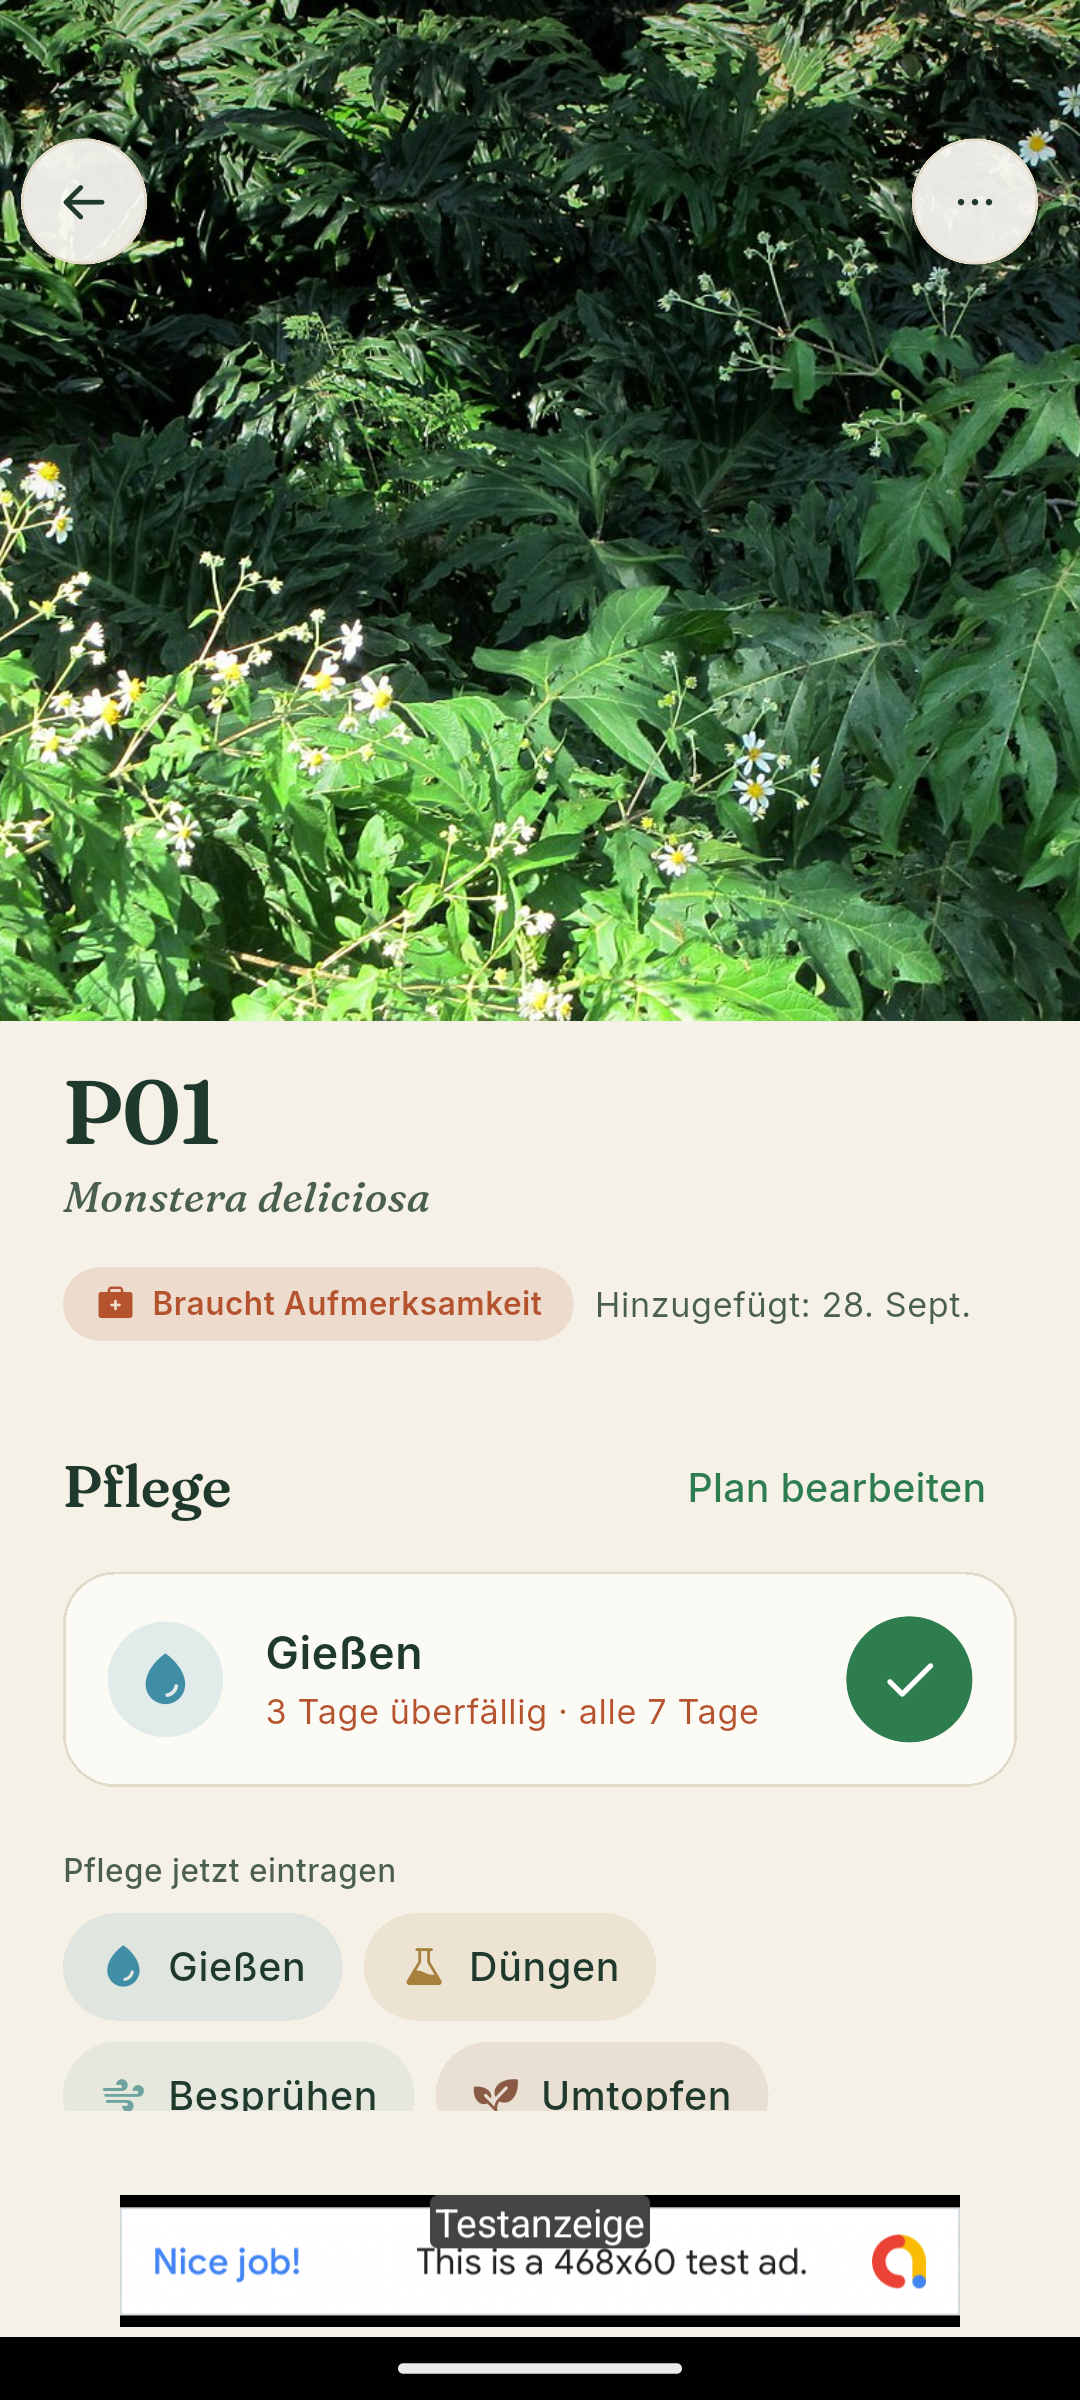 P01
Monstera deliciosa
Braucht Aufmerksamkeit
Hinzugefügt: 28. Sept.
Pflege
Plan bearbeiten
Gießen
3 Tage überfällig · alle 7 Tage
Pflege jetzt eintragen
Gießen
Düngen
Besprühen
Umtopfen
Testanzeige
Nice job!
This is a 468x60 test ad.